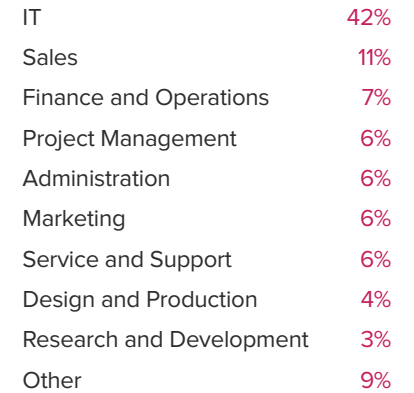 IT 42%
Sales 11%
Finance and Operations 7%
Project Management 6%
Administration 6%
Marketing 6%
Service and Support 6%
Design and Production 4%
Research and Development 3%
Other 9%